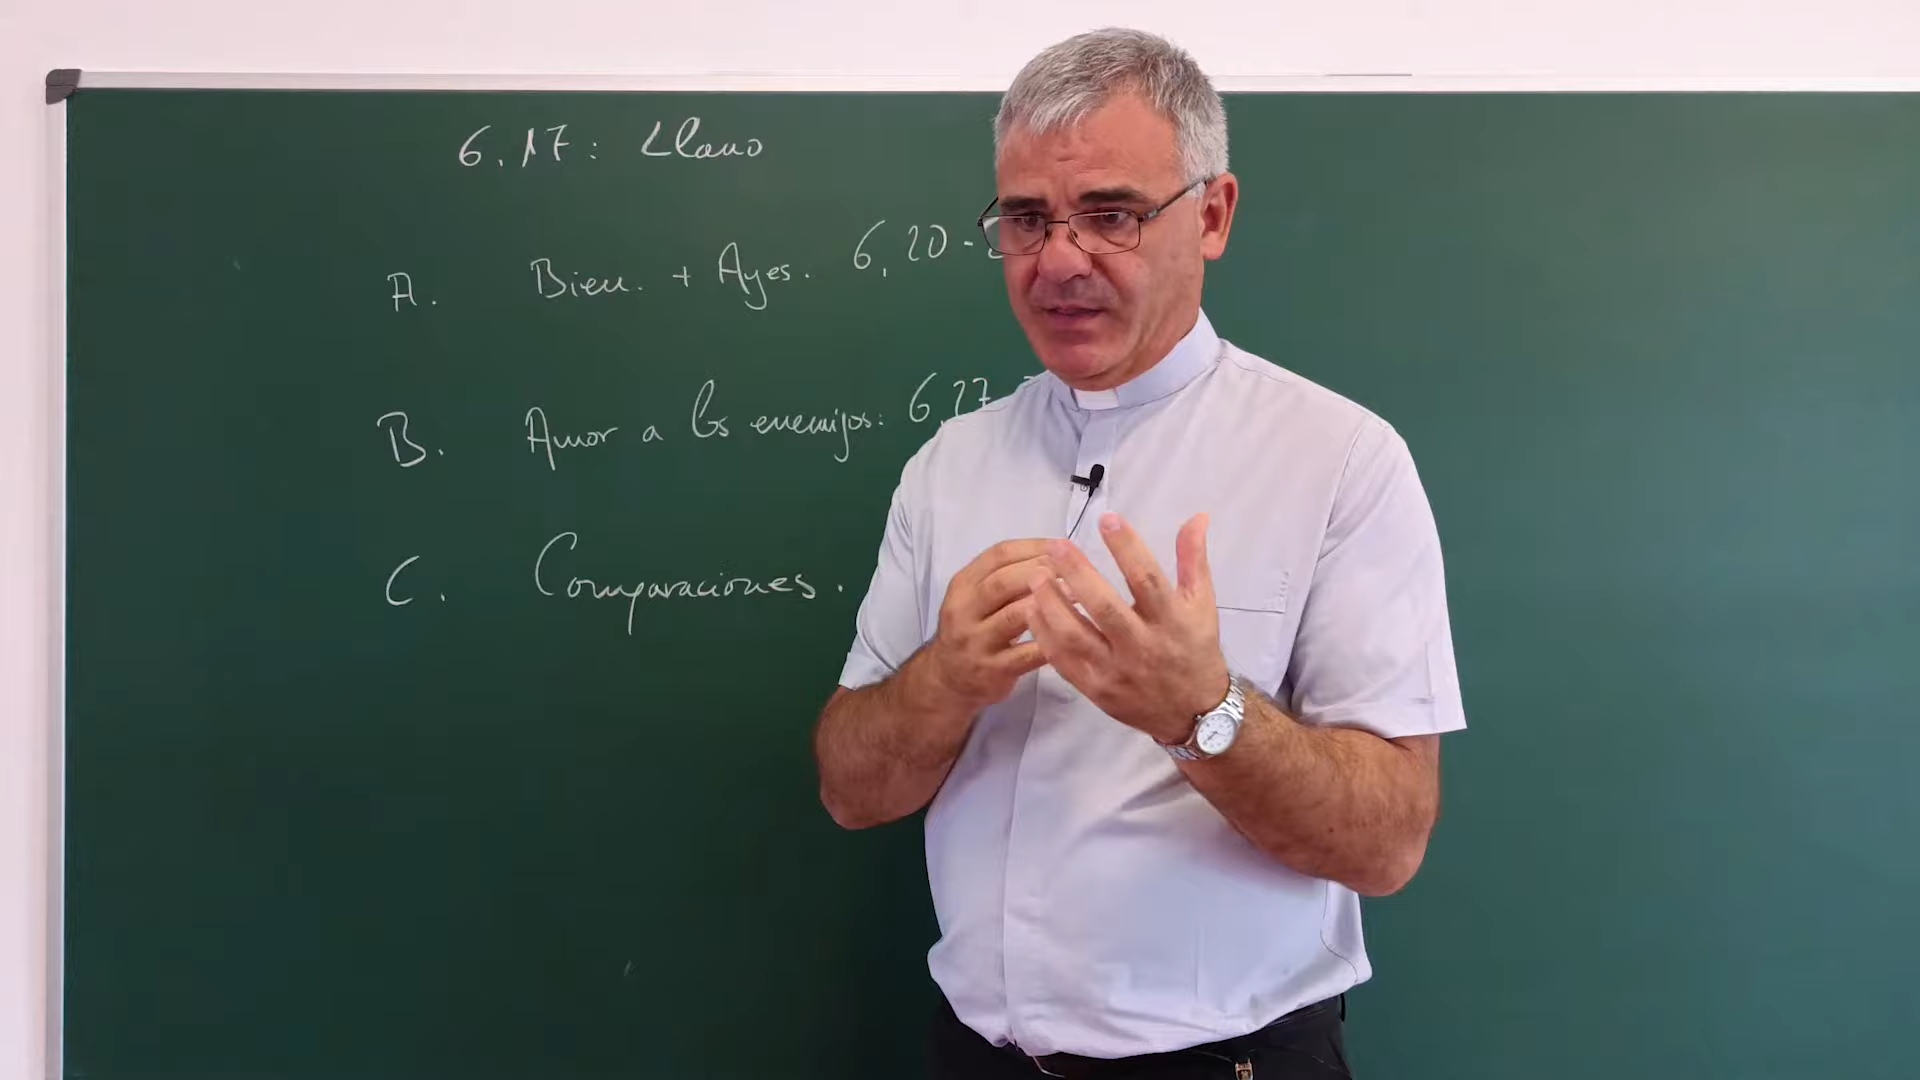 6.17: Llano
A. Bien. + Ayes. 6,20-
B. Amor a los enemigos: 6,27
C. Comparaciones.